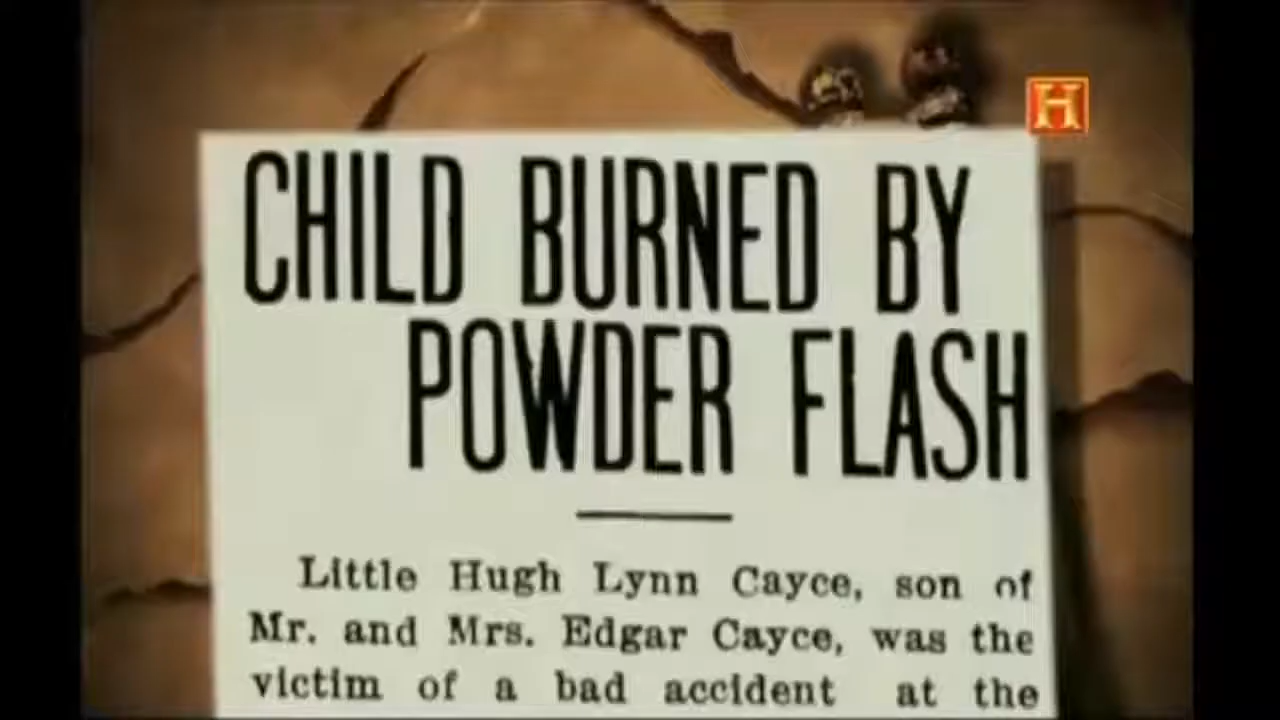 H
CHILD BURNED BY
POWDER FLASH
Little Hugh Lynn Cayce, son of
Mr. and Mrs. Edgar Cayce, was the
victim of a bad accident at the